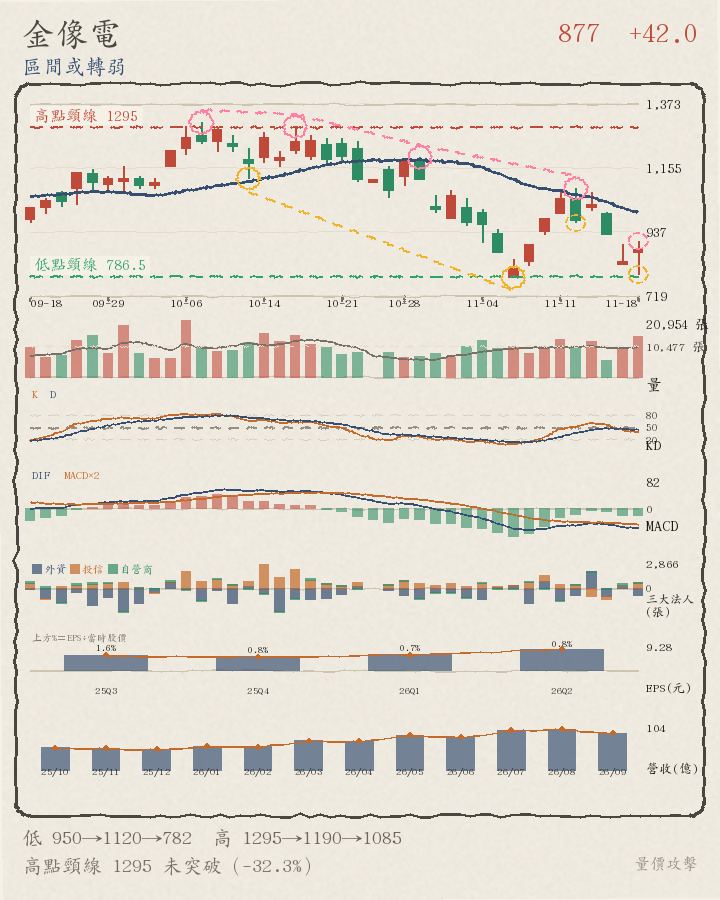 金像電
877 +42.0
區間或轉弱
高點頸線 1295
1,373
1,155
937
低點頸線 786.5
719
09-18 09-29 10-06 10-14 10-21 10-28 11-04 11-11 11-18
20,954 張
10,477 張
量
K D
80
50
20
KD
DIF MACD×2
82
0
MACD
外資 投信 自營商
2,866
0
三大法人
(張)
上方%=EPS÷當時股價
1.6% 0.8% 0.7% 0.8%
9.28
25Q3 25Q4 26Q1 26Q2
EPS(元)
104
25/10 25/11 25/12 26/01 26/02 26/03 26/04 26/05 26/06 26/07 26/08 26/09
營收(億)
低 950→1120→782 高 1295→1190→1085
高點頸線 1295 未突破 (-32.3%)
量價攻擊